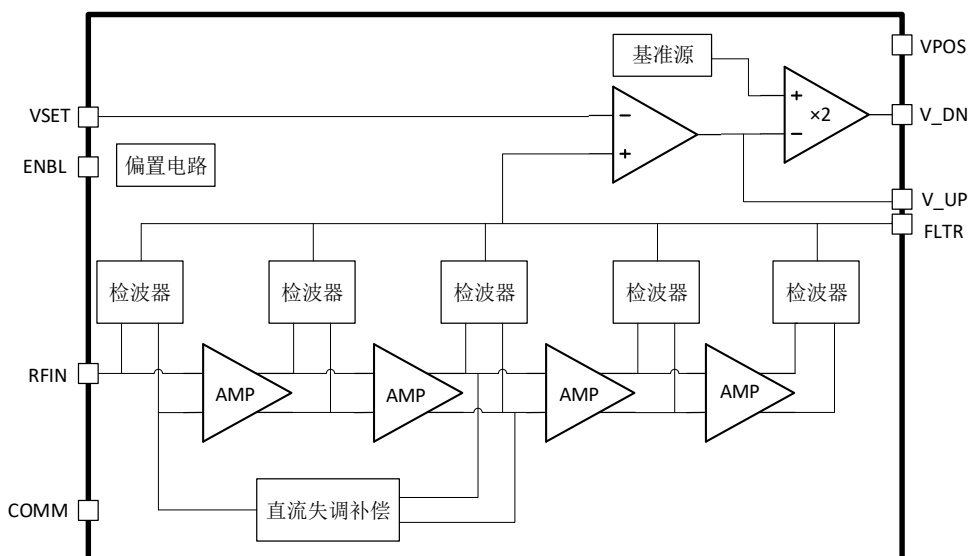 VPOS
基准源
+
×2
−
V_DN
VSET
−
+
ENBL
偏置电路
V_UP
FLTR
检波器
检波器
检波器
检波器
检波器
RFIN
AMP
AMP
AMP
AMP
COMM
直流失调补偿